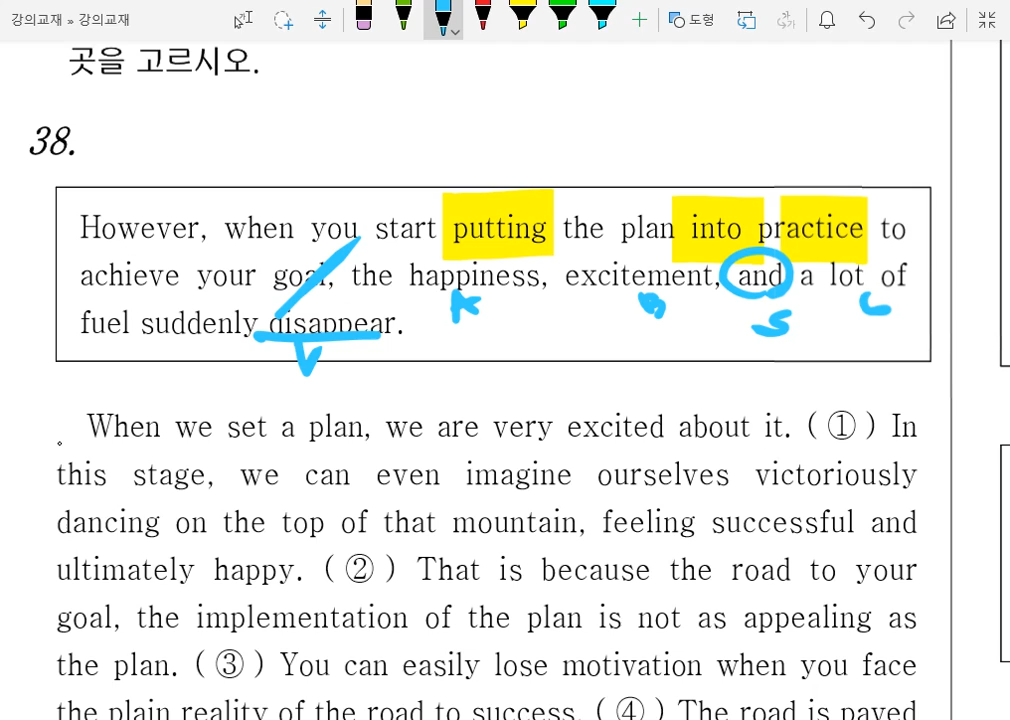 강의교재 » 강의교재
도형
곳을 고르시오.
38.
However, when you start putting the plan into practice to
achieve your goal, the happiness, excitement, and a lot of
A B S C
fuel suddenly disappear.
V
When we set a plan, we are very excited about it. ( ① ) In
this stage, we can even imagine ourselves victoriously
dancing on the top of that mountain, feeling successful and
ultimately happy. ( ② ) That is because the road to your
goal, the implementation of the plan is not as appealing as
the plan. ( ③ ) You can easily lose motivation when you face
the plain reality of the road to success. ( ④ ) The road is paved